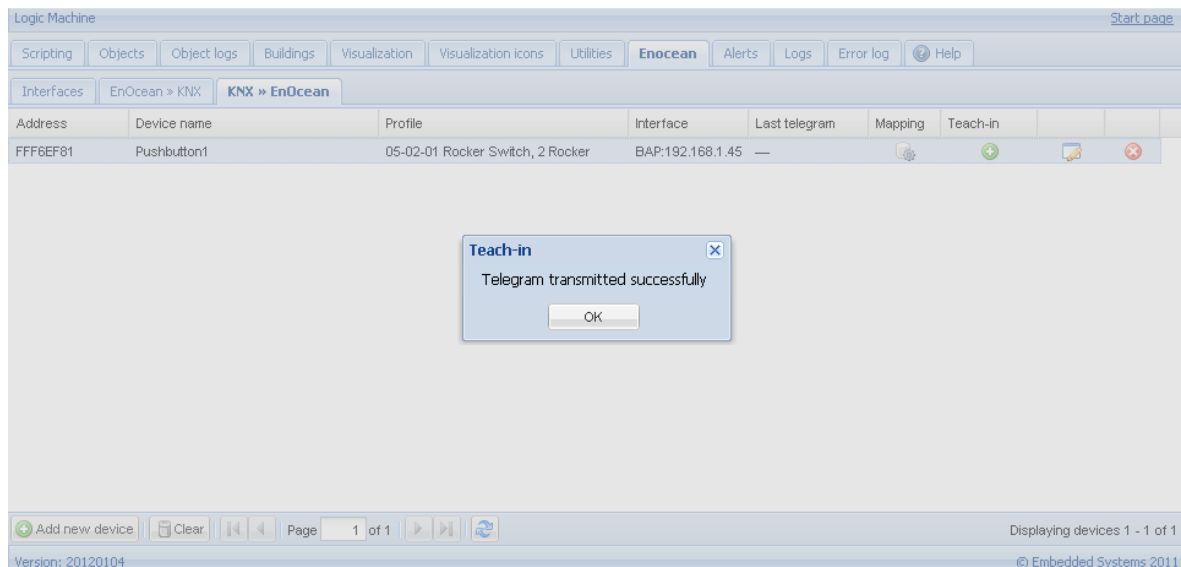 Logic Machine Start page
Scripting Objects Object logs Buildings Visualization Visualization icons Utilities Enocean Alerts Logs Error log Help
Interfaces EnOcean » KNX KNX » EnOcean
Address Device name Profile Interface Last telegram Mapping Teach-in
FFF6EF81 Pushbutton1 05-02-01 Rocker Switch, 2 Rocker BAP:192.168.1.45 —
Teach-in
Telegram transmitted successfully
OK
Add new device Clear Page 1 of 1 Displaying devices 1 - 1 of 1
Version: 20120104 © Embedded Systems 2011